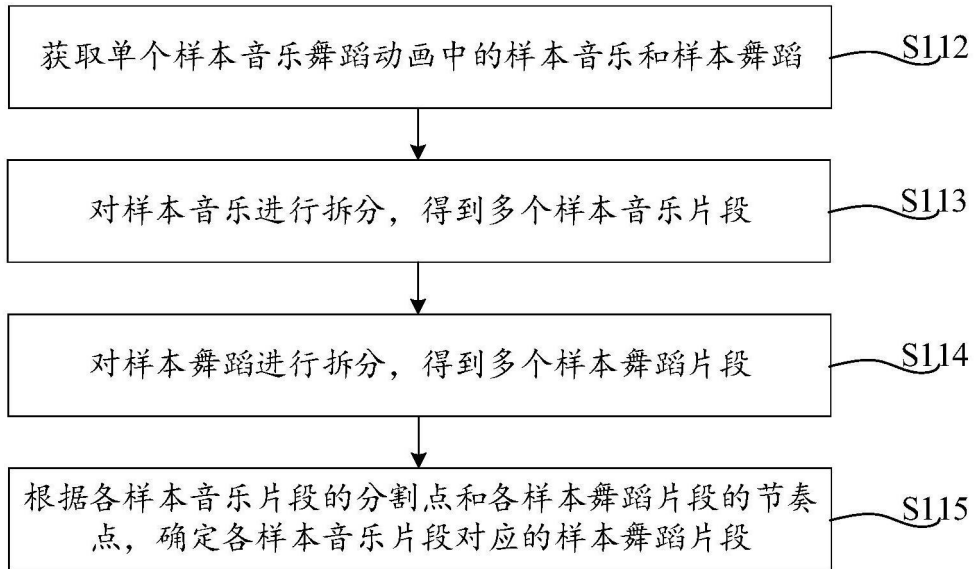 获取单个样本音乐舞蹈动画中的样本音乐和样本舞蹈
S112
对样本音乐进行拆分，得到多个样本音乐片段
S113
对样本舞蹈进行拆分，得到多个样本舞蹈片段
S114
根据各样本音乐片段的分割点和各样本舞蹈片段的节奏
点，确定各样本音乐片段对应的样本舞蹈片段
S115